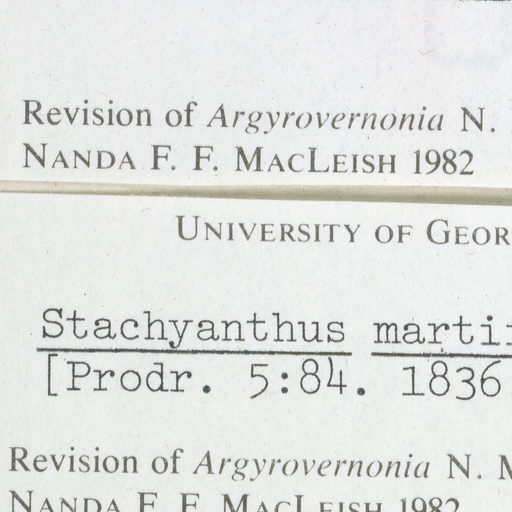 Revision of Argyrovernonia N.
NANDA F. F. MACLEISH 1982
UNIVERSITY OF GEOR
Stachyanthus marti
[Prodr. 5:84. 1836
Revision of Argyrovernonia N. M
NANDA F. F. MACLEISH 1982